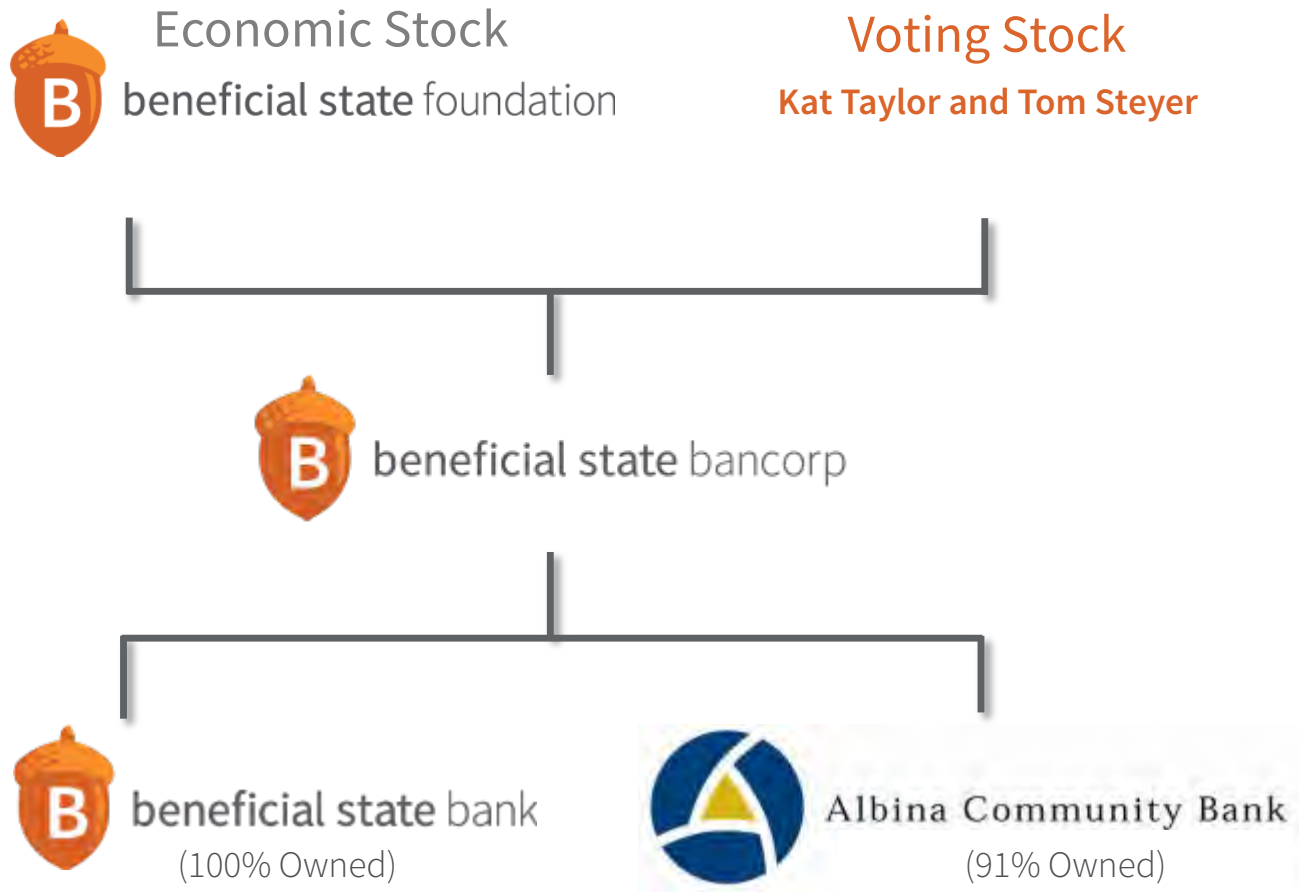 Economic Stock
B beneficial state foundation
Voting Stock
Kat Taylor and Tom Steyer
B beneficial state bancorp
B beneficial state bank
(100% Owned)
Albina Community Bank
(91% Owned)